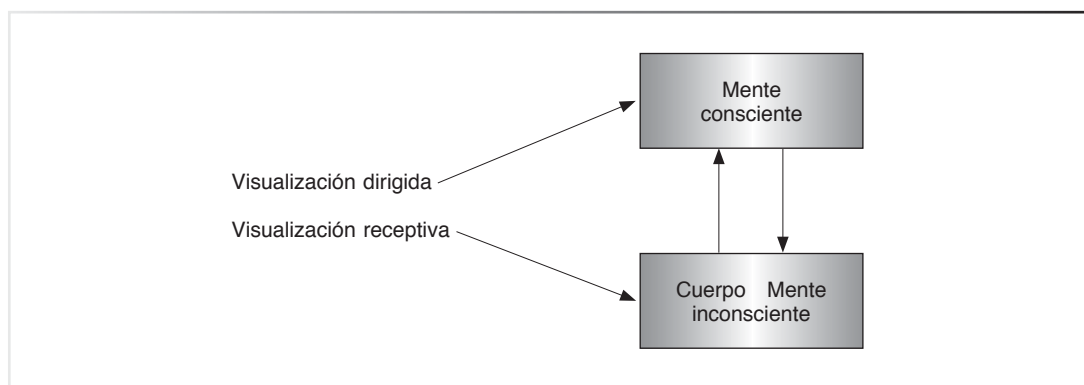 Mente
consciente
Visualización dirigida
Visualización receptiva
Cuerpo Mente
inconsciente